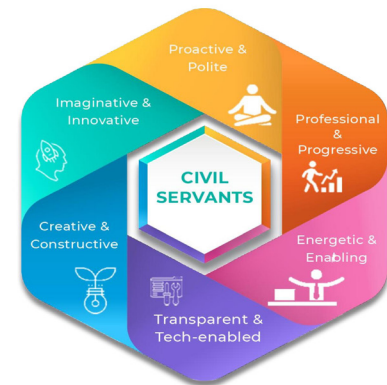 Proactive &
Polite
Imaginative &
Innovative
Professional
&
Progressive
CIVIL
SERVANTS
Creative &
Constructive
Energetic &
Enabling
Transparent &
Tech-enabled